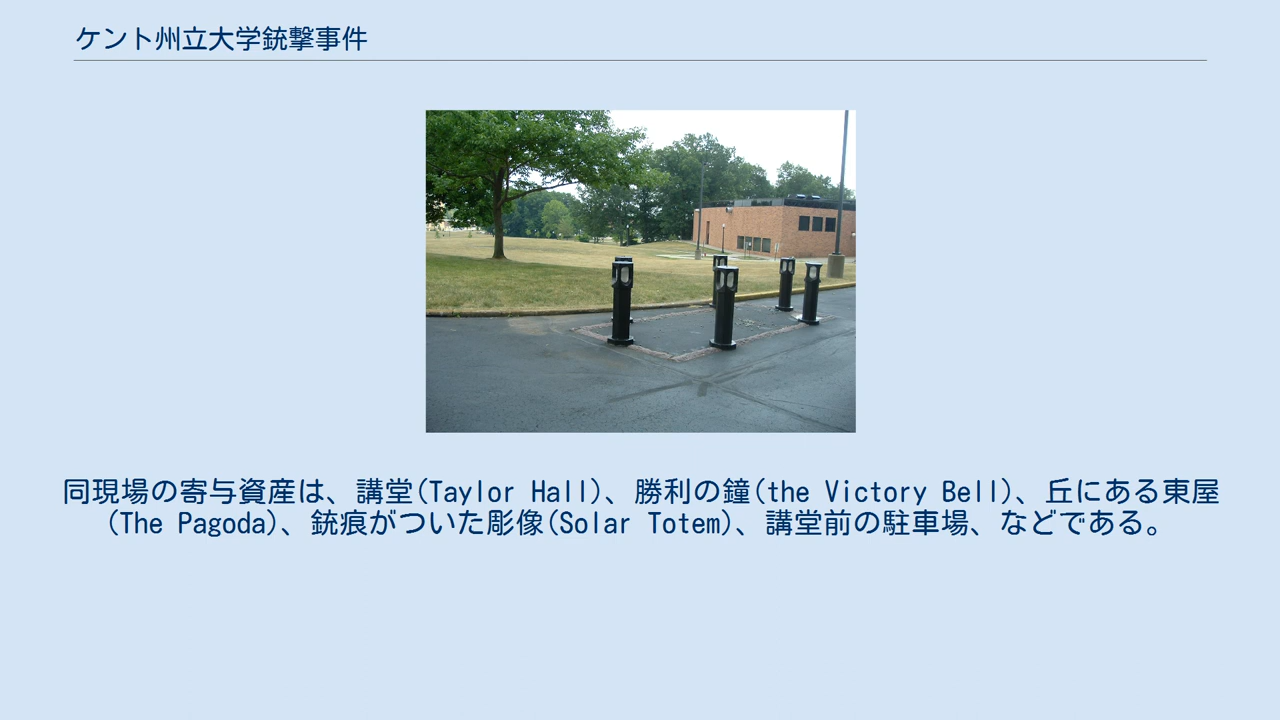 ケント州立大学銃撃事件
同現場の寄与資産は、講堂(Taylor Hall)、勝利の鐘(the Victory Bell)、丘にある東屋
(The Pagoda)、銃痕がついた彫像(Solar Totem)、講堂前の駐車場、などである。